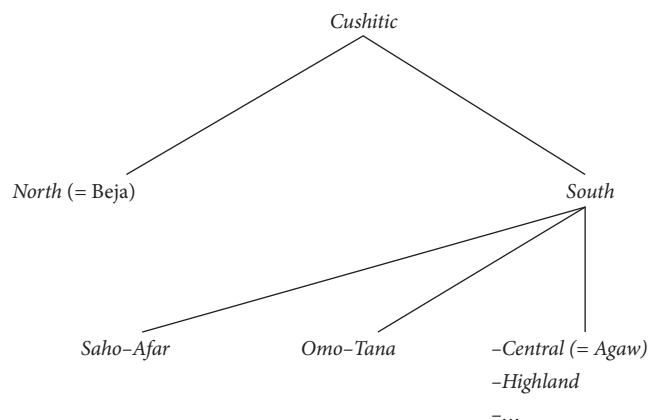 Cushitic
North (= Beja)
South
Saho–Afar
Omo–Tana
–Central (= Agaw)
–Highland
–…